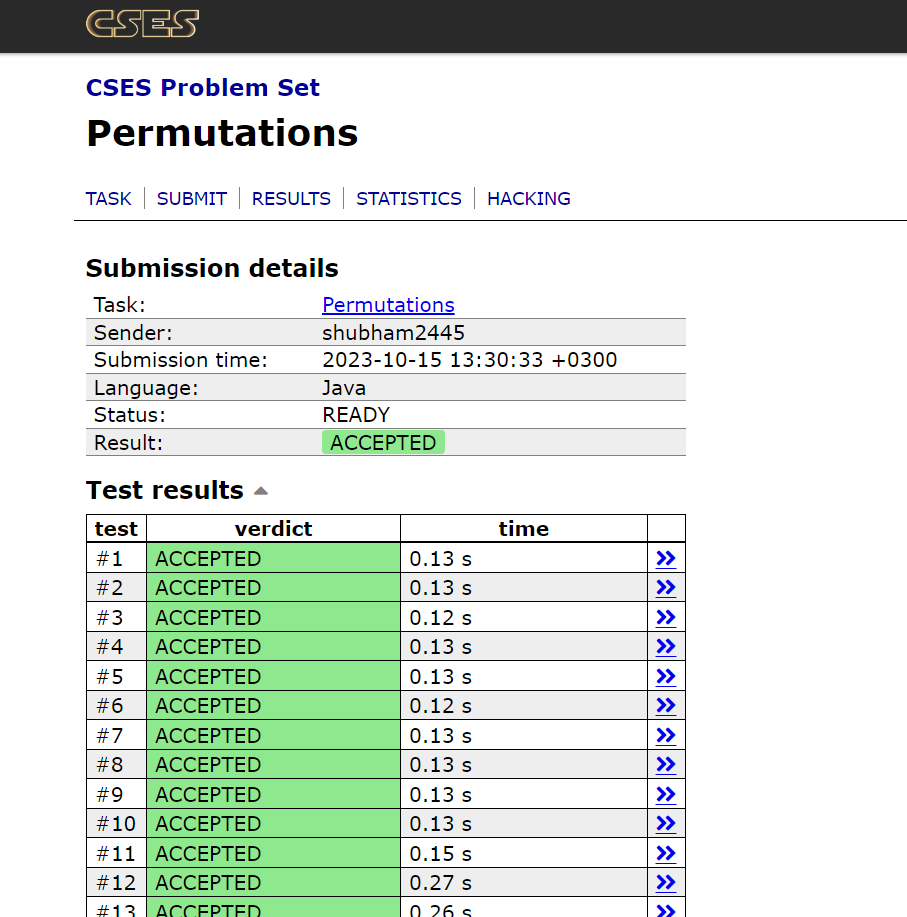 CSES
CSES Problem Set
Permutations
TASK SUBMIT RESULTS STATISTICS HACKING
Submission details
Task: Permutations
Sender: shubham2445
Submission time: 2023-10-15 13:30:33 +0300
Language: Java
Status: READY
Result: ACCEPTED
Test results
test verdict time
#1 ACCEPTED 0.13 s »
#2 ACCEPTED 0.13 s »
#3 ACCEPTED 0.12 s »
#4 ACCEPTED 0.13 s »
#5 ACCEPTED 0.13 s »
#6 ACCEPTED 0.12 s »
#7 ACCEPTED 0.13 s »
#8 ACCEPTED 0.13 s »
#9 ACCEPTED 0.13 s »
#10 ACCEPTED 0.13 s »
#11 ACCEPTED 0.15 s »
#12 ACCEPTED 0.27 s »
#13 ACCEPTED 0.26 s »